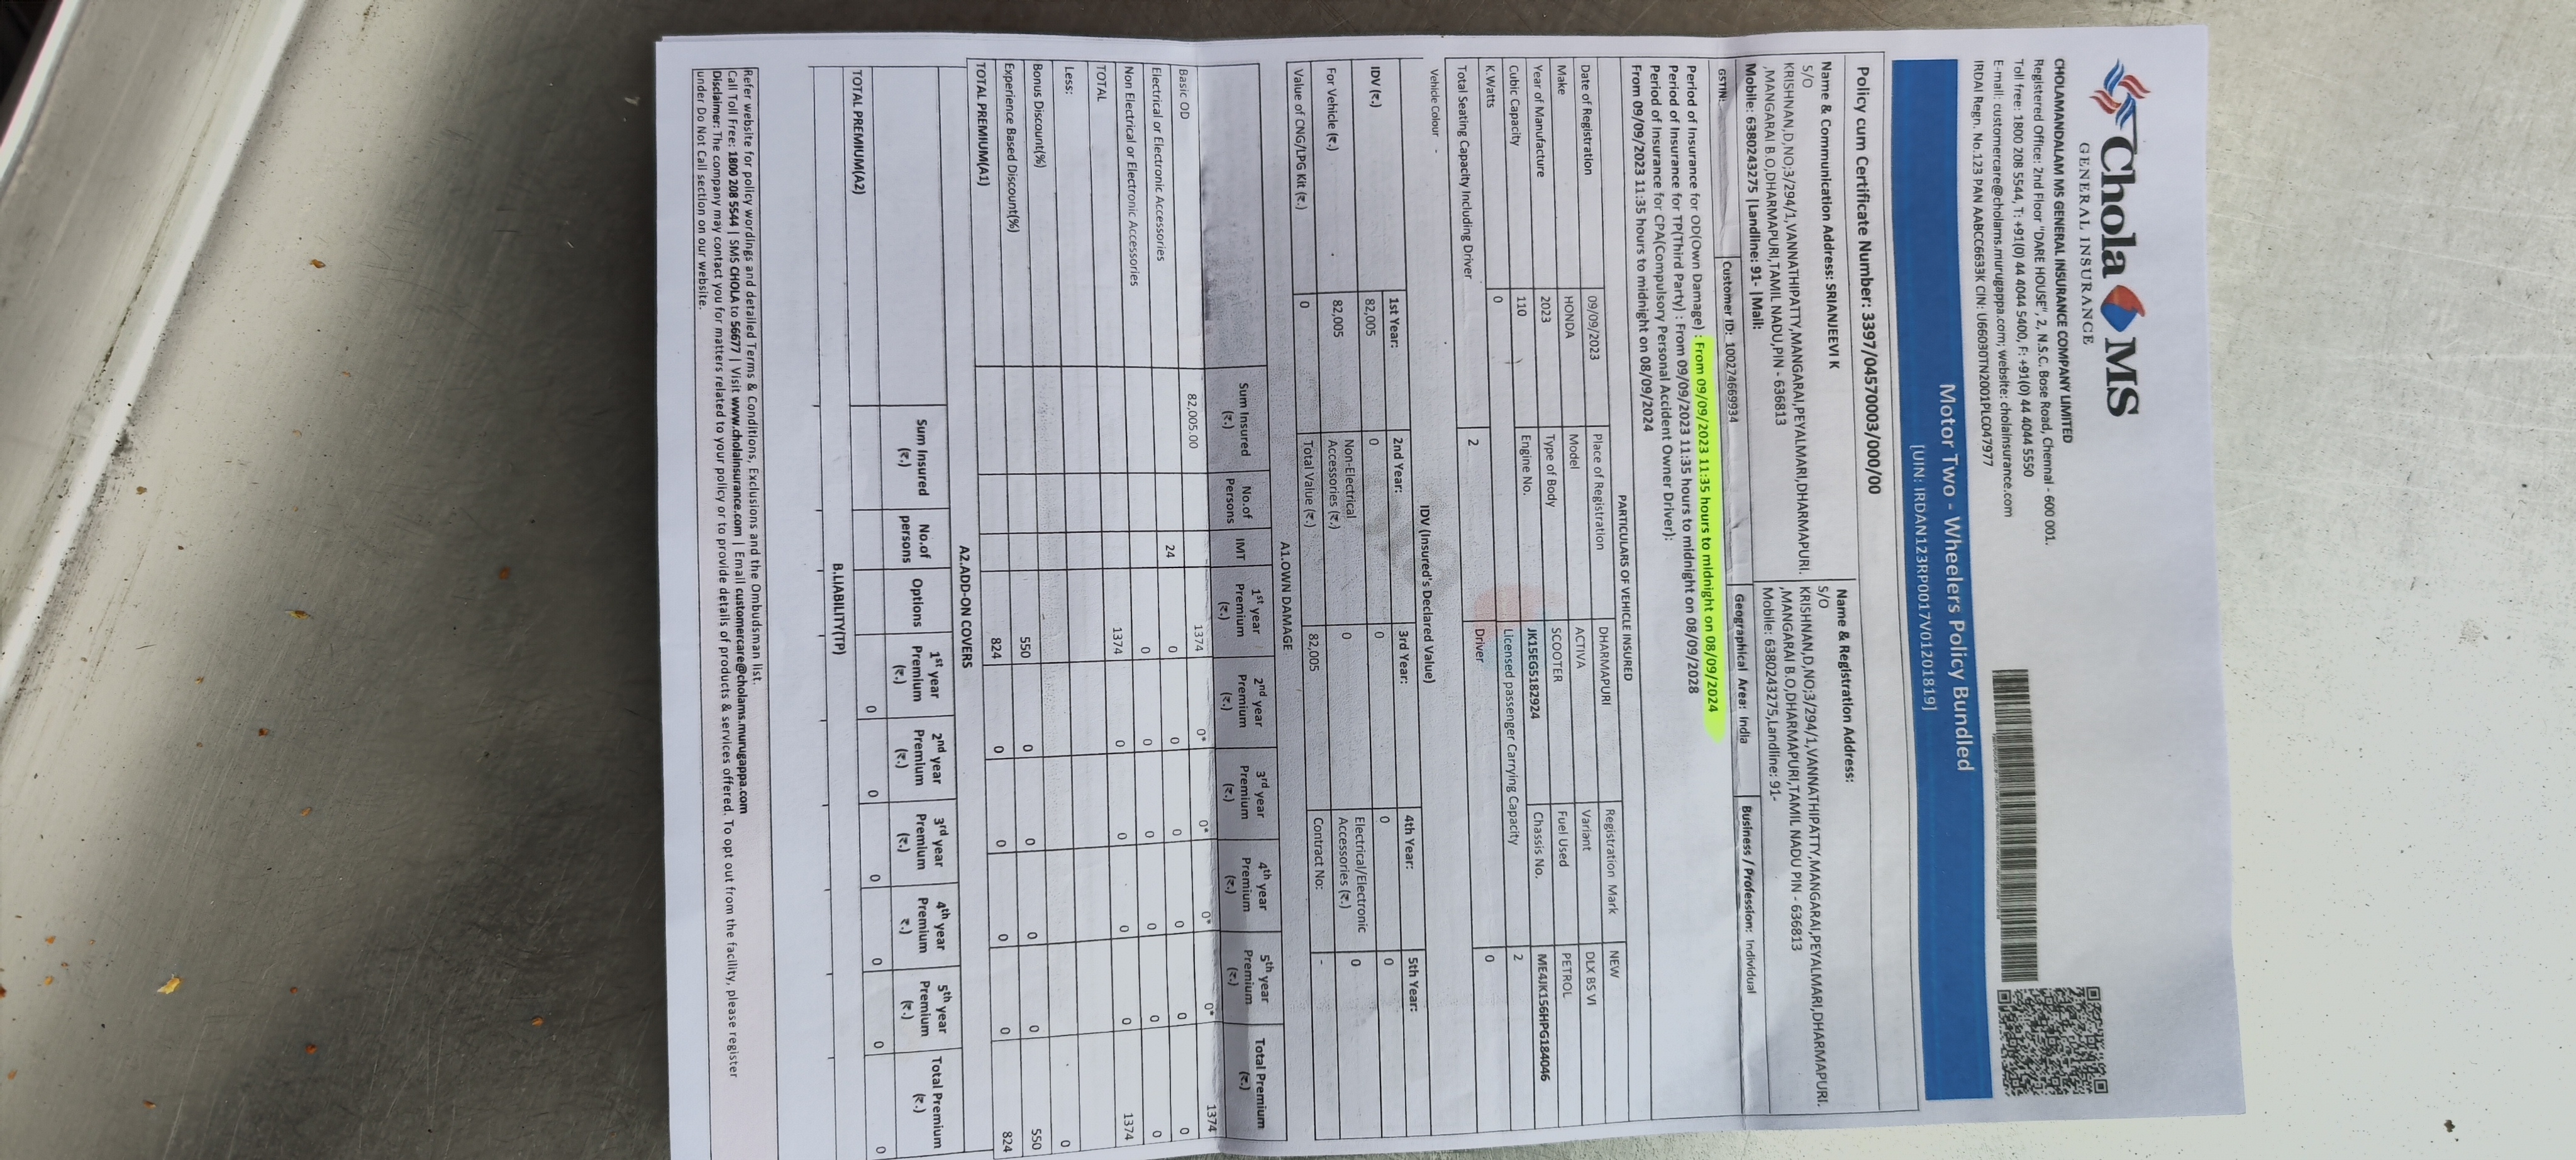 Chola MS
GENERAL INSURANCE
CHOLAMANDALAM MS GENERAL INSURANCE COMPANY LIMITED
Registered Office: 2nd Floor "DARE HOUSE", 2, N.S.C. Bose Road, Chennai - 600 001.
Toll free: 1800 208 5544, T: +91(0) 44 4044 5400, F: +91(0) 44 4044 5550
E-mail: customercare@cholams.murugappa.com; website: cholainsurance.com
IRDAI Regn. No.123 PAN AABCC6633K CIN: U66030TN2001PLC047977
Motor Two - Wheelers Policy Bundled
[UIN: IRDAN123RP0017V01201819]
Policy cum Certificate Number: 3397/04570003/000/00
Name & Communication Address: SRIANJEEVI K
S/O
KRISHNAN,D,NO;3/294/1,VANNATHIPATTY,MANGARAI,PEYALMARI,DHARMAPURI.
,MANGARAI B.O,DHARMAPURI,TAMIL NADU,PIN - 636813
Mobile: 6380243275 |Landline: 91- |Mail:
Name & Registration Address:
S/O
KRISHNAN,D,NO;3/294/1,VANNATHIPATTY,MANGARAI,PEYALMARI,DHARMAPURI.
,MANGARAI B.O,DHARMAPURI,TAMIL NADU PIN - 636813
Mobile: 6380243275,Landline: 91-
GSTIN: Customer ID: 100274669934 Geographical Area: India Business / Profession: Individual
Period of Insurance for OD(Own Damage) : From 09/09/2023 11:35 hours to midnight on 08/09/2024
Period of Insurance for TP(Third Party) : From 09/09/2023 11:35 hours to midnight on 08/09/2028
Period of Insurance for CPA(Compulsory Personal Accident Owner Driver):
From 09/09/2023 11:35 hours to midnight on 08/09/2024
PARTICULARS OF VEHICLE INSURED
Date of Registration 09/09/2023 Place of Registration DHARMAPURI Registration Mark NEW
Make HONDA Model ACTIVA Variant DLX BS VI
Year of Manufacture 2023 Type of Body SCOOTER Fuel Used PETROL
Cubic Capacity 110 Engine No. JK15EG5182924 Chassis No. ME4JK156HPG184046
K.Watts 0 Licensed passenger Carrying Capacity 2
Total Seating Capacity Including Driver 2 Driver 0
Vehicle Colour -
IDV (Insured's Declared Value)
1st Year: 2nd Year: 3rd Year: 4th Year: 5th Year:
IDV (₹.) 82,005 0 0 0 0
For Vehicle (₹.) 82,005 Non-Electrical Accessories (₹.) 0 Electrical/Electronic Accessories (₹.) 0
Value of CNG/LPG Kit (₹.) 0 Total Value (₹.) 82,005 Contract No: -
A1.OWN DAMAGE
Sum Insured (₹.) No.of Persons IMT 1st year Premium (₹.) 2nd year Premium (₹.) 3rd year Premium (₹.) 4th year Premium (₹.) 5th year Premium (₹.) Total Premium (₹.)
Basic OD 82,005.00 1374 0* 0* 0* 0* 1374
Electrical or Electronic Accessories 24 0 0 0 0 0 0
Non Electrical or Electronic Accessories 0 0 0 0 0 0
TOTAL 1374 0 0 0 0 1374
Less: 0
Bonus Discount(%)
Experience Based Discount(%) 550 0 0 0 0 550
TOTAL PREMIUM(A1) 824 0 0 0 0 824
A2.ADD-ON COVERS
Sum Insured (₹.) No.of persons Options 1st year Premium (₹.) 2nd year Premium (₹.) 3rd year Premium (₹.) 4th year Premium ₹.) 5th year Premium (₹.) Total Premium (₹.)
TOTAL PREMIUM(A2) 0 0 0 0 0 0
B.LIABILITY(TP)
Refer website for policy wordings and detailed Terms & Conditions, Exclusions and the Ombudsman list.
Call Toll Free: 1800 208 5544 | SMS CHOLA to 56677 | Visit www.cholainsurance.com | Email customercare@cholams.murugappa.com
Disclaimer: The company may contact you for matters related to your policy or to provide details of products & services offered. To opt out from the facility, please register
under Do Not Call section on our website.